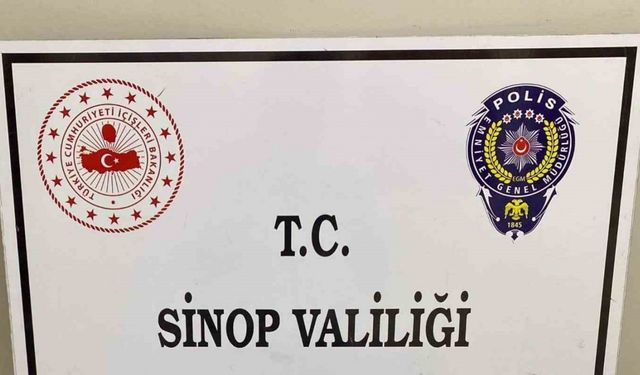 TÜRKİYE CUMHURİYETİ İÇİŞLERİ BAKANLIĞI
POLİS
EMNİYET GENEL MÜDÜRLÜĞÜ
EGM
1845
T.C.
SİNOP VALİLİĞİ